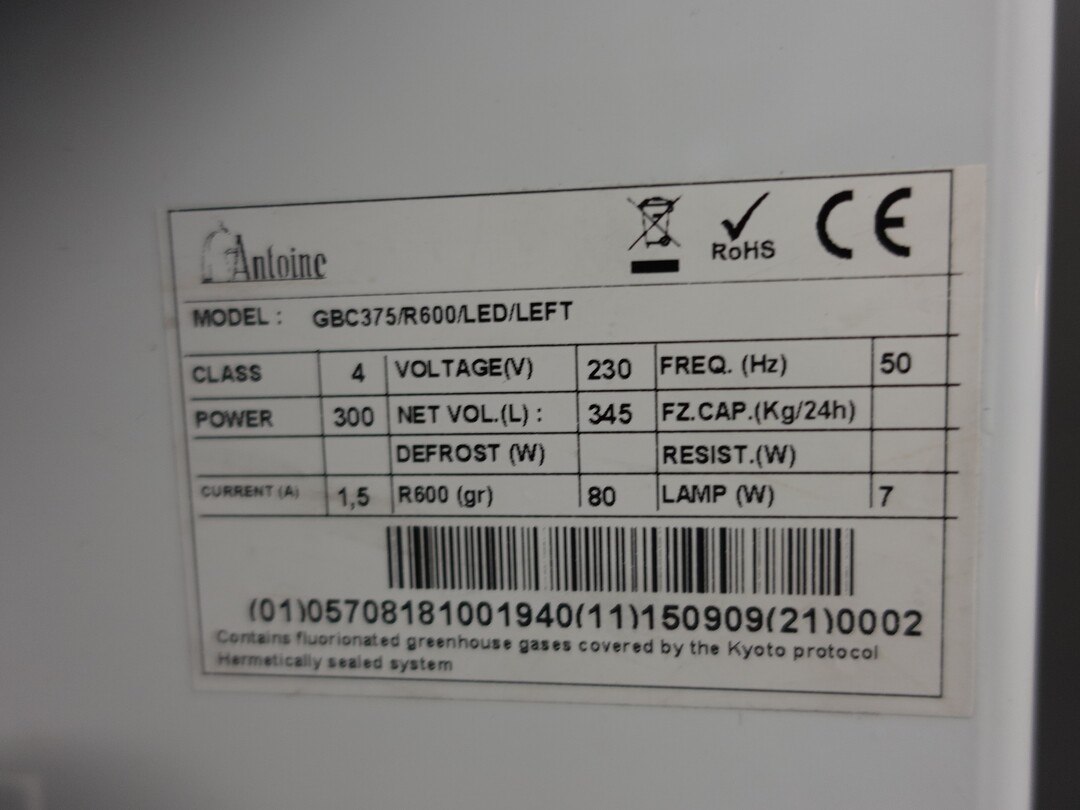 Antoine
RoHS
CE
MODEL : GBC375/R600/LED/LEFT
CLASS 4 VOLTAGE(V) 230 FREQ. (Hz) 50
POWER 300 NET VOL.(L) : 345 FZ.CAP.(Kg/24h)
DEFROST (W) RESIST.(W)
CURRENT (A) 1,5 R600 (gr) 80 LAMP (W) 7
(01)05708181001940(11)150909(21)0002
Contains fluorionated greenhouse gases covered by the Kyoto protocol
Hermetically sealed system